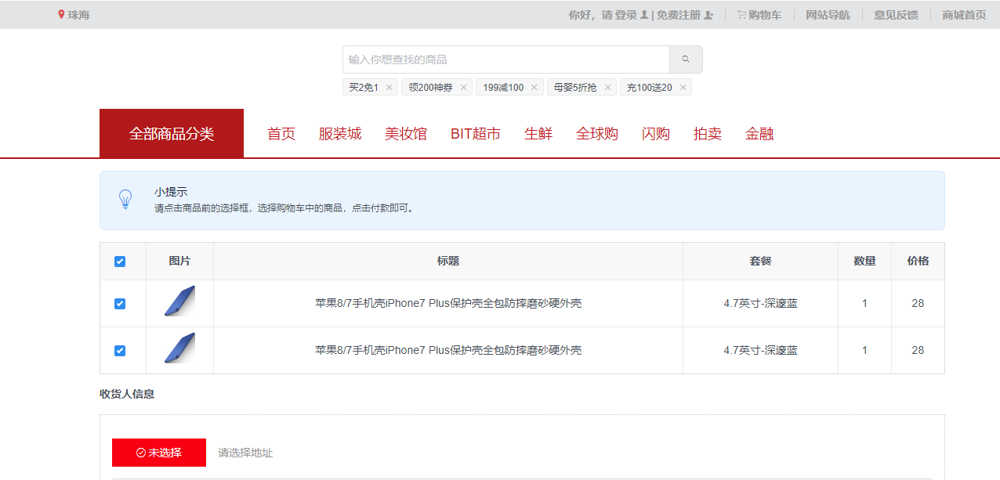 珠海 你好，请 登录 | 免费注册 购物车 网站导航 意见反馈 商城首页
输入你想查找的商品
买2免1 领200神券 199减100 母婴5折抢 充100送20
全部商品分类 首页 服装城 美妆馆 BIT超市 生鲜 全球购 闪购 拍卖 金融
小提示
请点击商品前的选择框，选择购物车中的商品，点击付款即可。
图片 标题 套餐 数量 价格
苹果8/7手机壳iPhone7 Plus保护壳全包防摔磨砂硬外壳 4.7英寸-深邃蓝 1 28
苹果8/7手机壳iPhone7 Plus保护壳全包防摔磨砂硬外壳 4.7英寸-深邃蓝 1 28
收货人信息
未选择 请选择地址